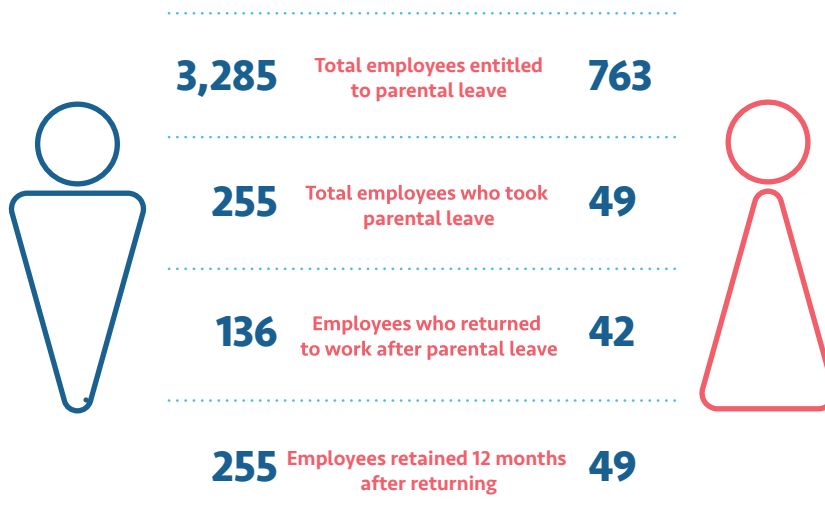 3,285 Total employees entitled 763
to parental leave
255 Total employees who took 49
parental leave
136 Employees who returned 42
to work after parental leave
255 Employees retained 12 months 49
after returning